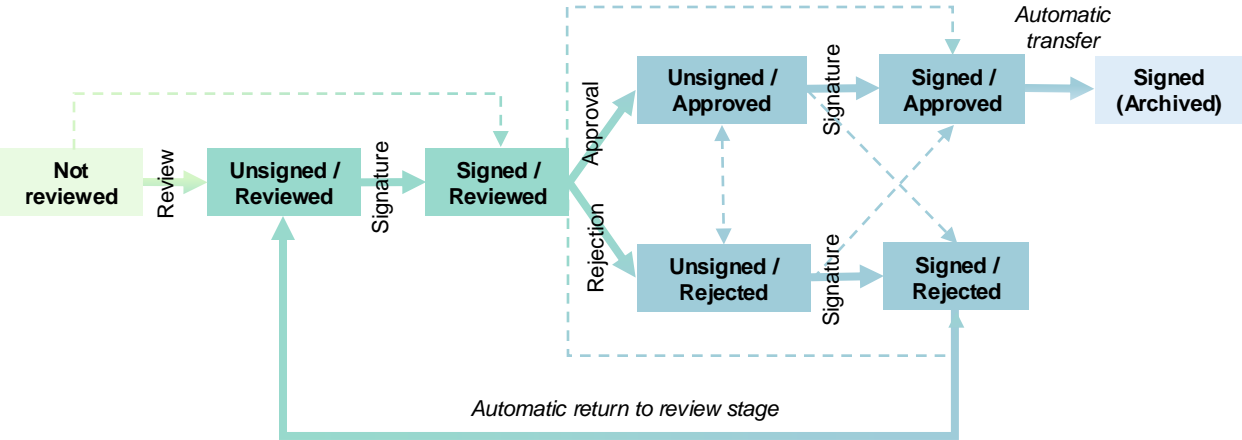 Automatic
transfer
Unsigned /
Approved
Signature
Signed /
Approved
Signed
(Archived)
Approval
Not
reviewed
Review
Unsigned /
Reviewed
Signature
Signed /
Reviewed
Rejection
Unsigned /
Rejected
Signature
Signed /
Rejected
Automatic return to review stage